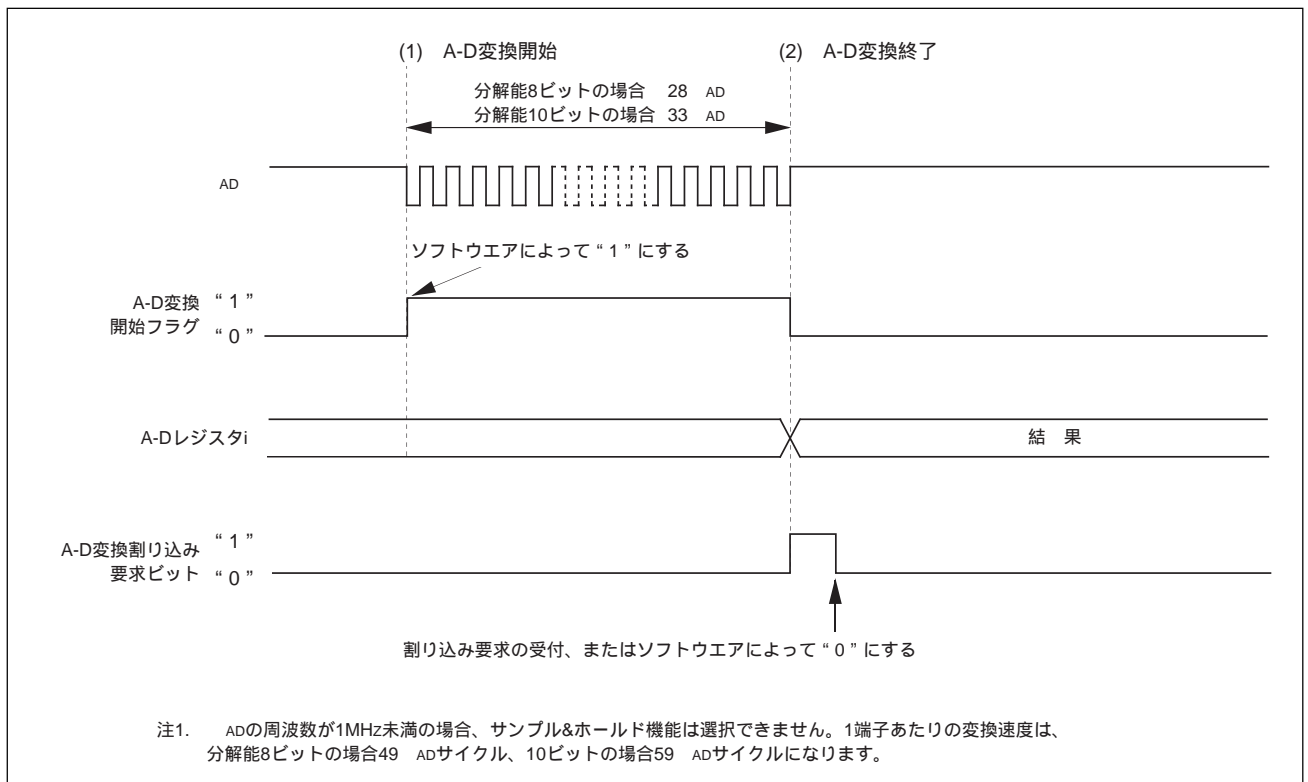 (1) A-D変換開始
(2) A-D変換終了
分解能8ビットの場合 28 AD
分解能10ビットの場合 33 AD
AD
ソフトウエアによって“1”にする
A-D変換 “1”
開始フラグ “0”
A-Dレジスタi
結 果
A-D変換割り込み “1”
要求ビット “0”
割り込み要求の受付、またはソフトウエアによって“0”にする
注1. ADの周波数が1MHz未満の場合、サンプル&ホールド機能は選択できません。1端子あたりの変換速度は、
分解能8ビットの場合49 ADサイクル、10ビットの場合59 ADサイクルになります。